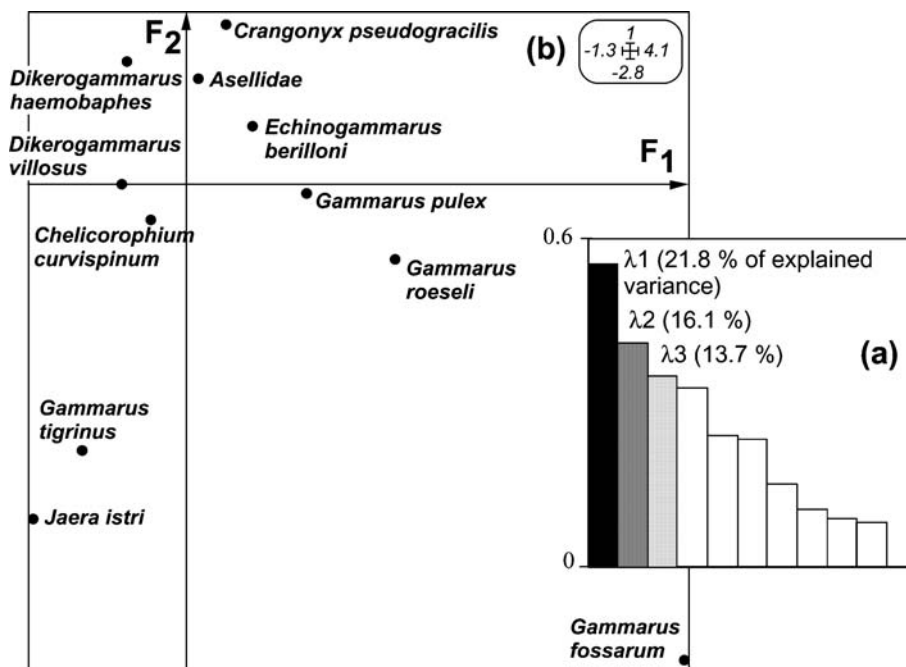 F2
Crangonyx pseudogracilis
(b)
1
-1.3 4.1
-2.8
Dikerogammarus
haemobaphes
Asellidae
Echinogammarus
berilloni
Dikerogammarus
villosus
F1
Gammarus pulex
Chelicorophium
curvispinum
Gammarus
roeseli
0.6
λ1 (21.8 % of explained
variance)
λ2 (16.1 %)
λ3 (13.7 %)
(a)
Gammarus
tigrinus
Jaera istri
0
Gammarus
fossarum